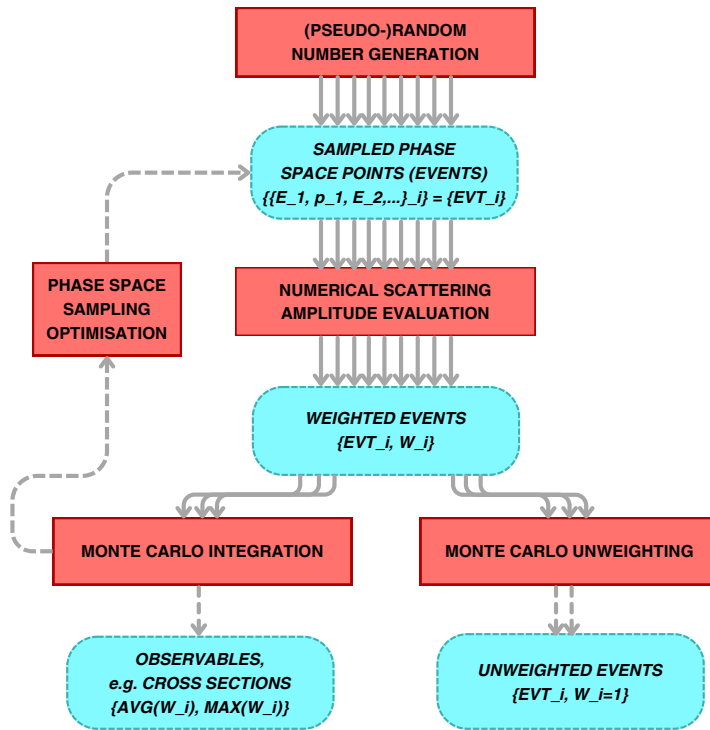 (PSEUDO-)RANDOM
NUMBER GENERATION
SAMPLED PHASE
SPACE POINTS (EVENTS)
{{E_1, p_1, E_2,...}_i} = {EVT_i}
PHASE SPACE
SAMPLING
OPTIMISATION
NUMERICAL SCATTERING
AMPLITUDE EVALUATION
WEIGHTED EVENTS
{EVT_i, W_i}
MONTE CARLO INTEGRATION
MONTE CARLO UNWEIGHTING
OBSERVABLES,
e.g. CROSS SECTIONS
{AVG(W_i), MAX(W_i)}
UNWEIGHTED EVENTS
{EVT_i, W_i=1}